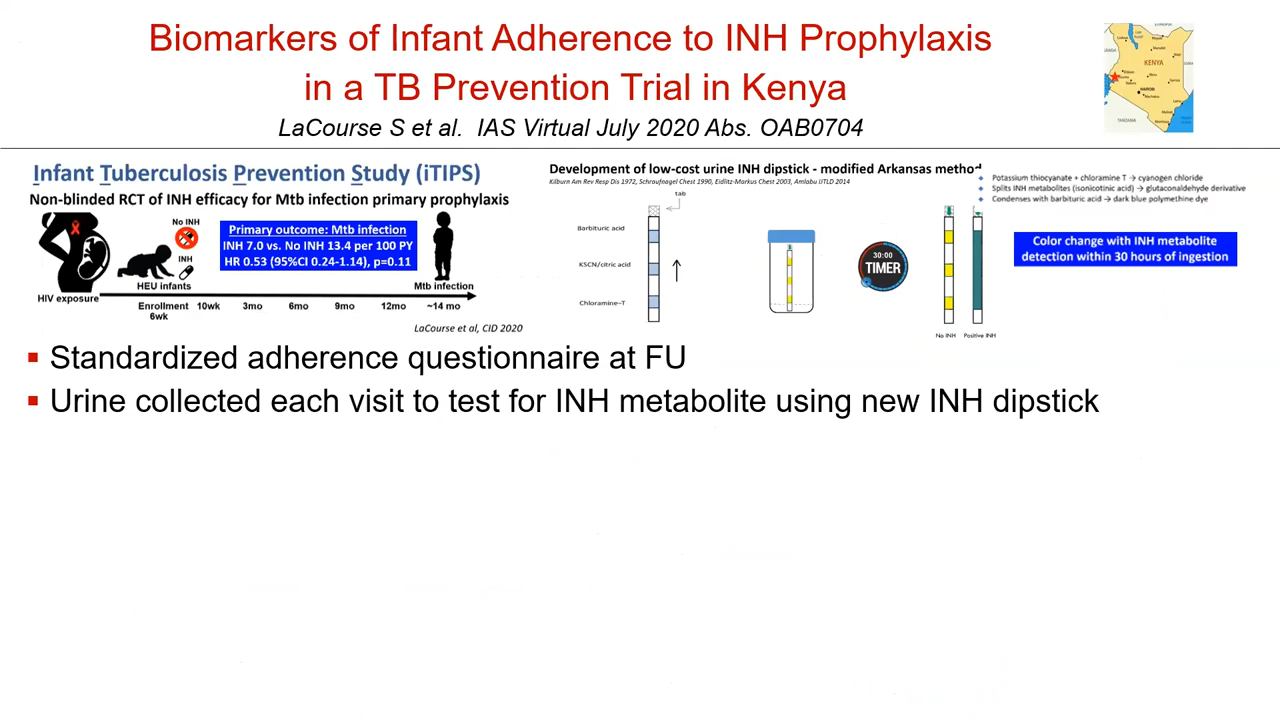 Biomarkers of Infant Adherence to INH Prophylaxis
in a TB Prevention Trial in Kenya
LaCourse S et al. IAS Virtual July 2020 Abs. OAB0704
KENYA
NAIROBI
TANZANIA
Infant Tuberculosis Prevention Study (iTIPS)
Non-blinded RCT of INH efficacy for Mtb infection primary prophylaxis
No INH
INH
Primary outcome: Mtb infection
INH 7.0 vs. No INH 13.4 per 100 PY
HR 0.53 (95%CI 0.24-1.14), p=0.11
HIV exposure
HEU infants
Mtb infection
Enrollment 10wk 3mo 6mo 9mo 12mo ~14 mo
6wk
LaCourse et al, CID 2020
Development of low-cost urine INH dipstick - modified Arkansas method
Kilburn Am Rev Resp Dis 1972, Schraufnagel Chest 1990, Eidlitz-Markus Chest 2003, Amlabu IJTLD 2014
tab
Barbituric acid
KSCN/citric acid
Chloramine-T
30:00
TIMER
No INH Positive INH
Potassium thiocyanate + chloramine T → cyanogen chloride
Splits INH metabolites (isonicotinic acid) → glutaconaldehyde derivative
Condenses with barbituric acid → dark blue polymethine dye
Color change with INH metabolite
detection within 30 hours of ingestion
▪ Standardized adherence questionnaire at FU
▪ Urine collected each visit to test for INH metabolite using new INH dipstick